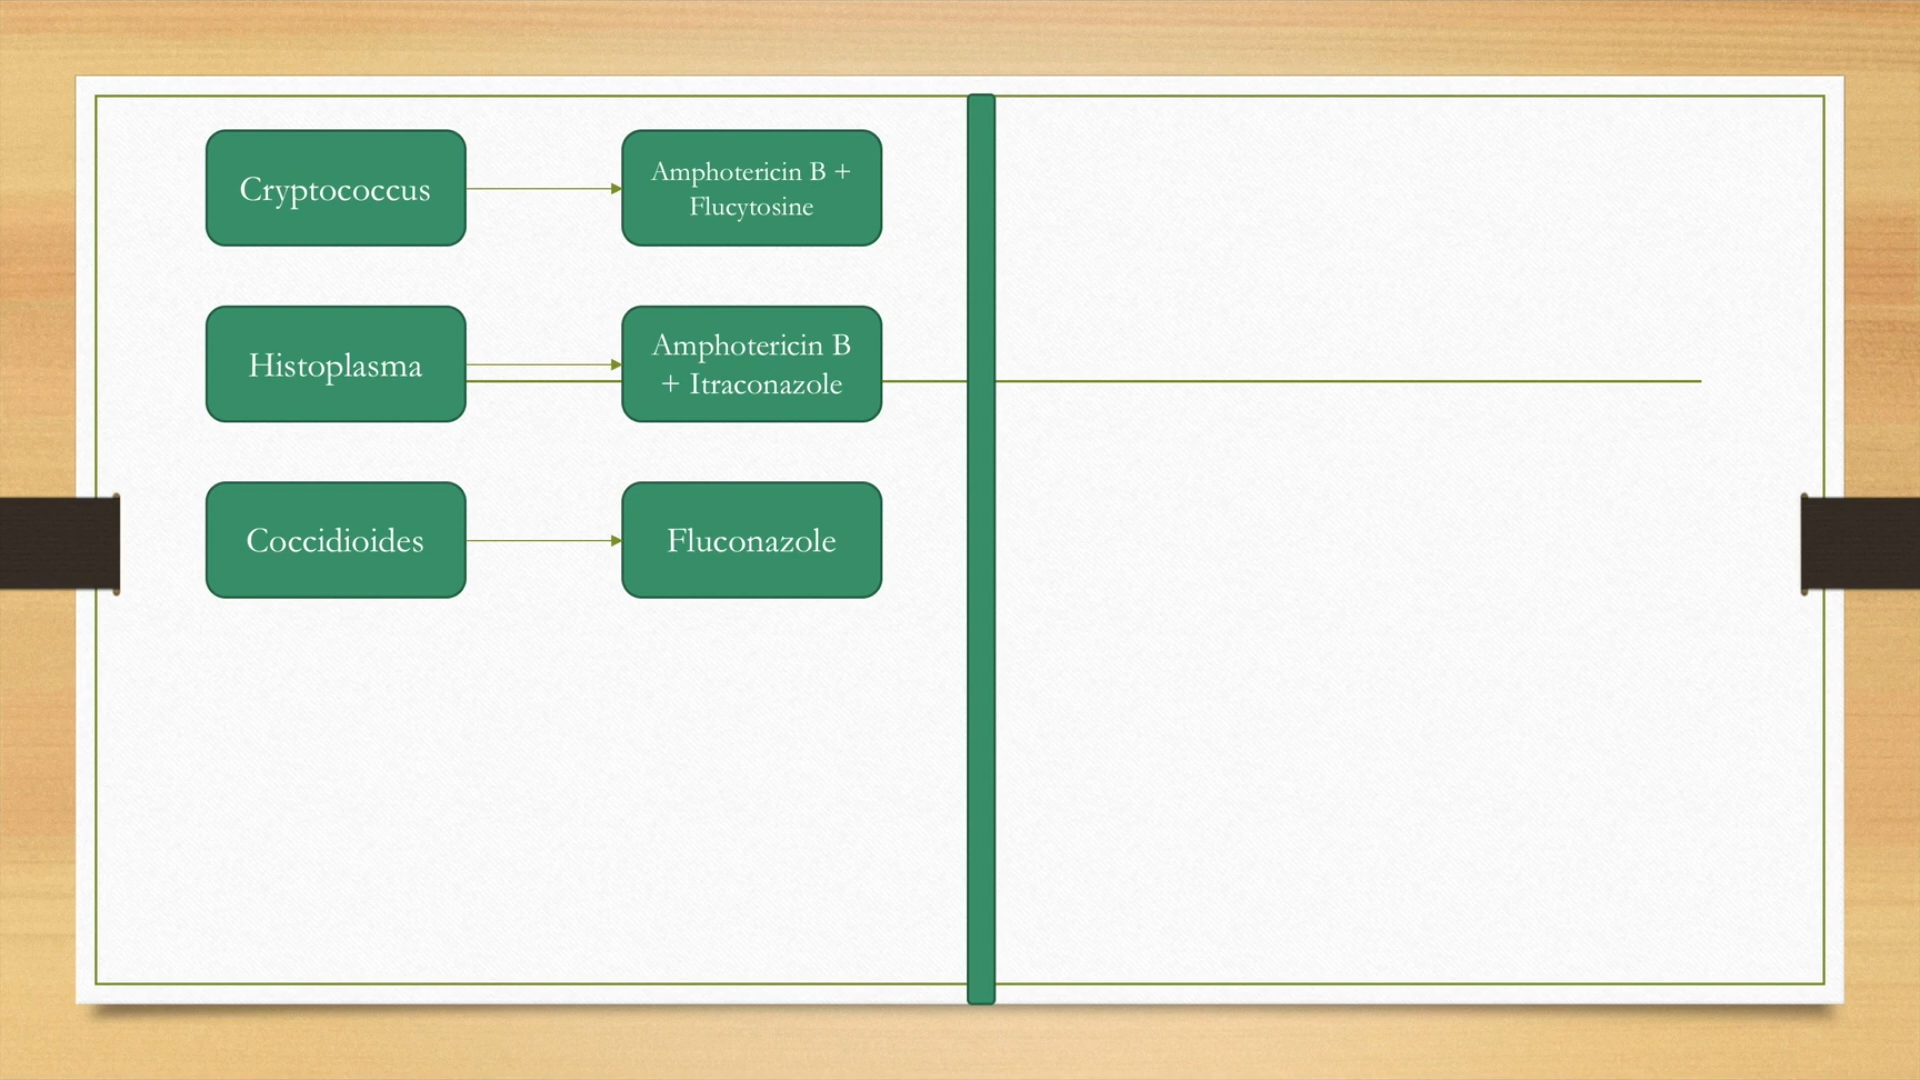 Cryptococcus
Amphotericin B +
Flucytosine
Histoplasma
Amphotericin B
+ Itraconazole
Coccidioides
Fluconazole